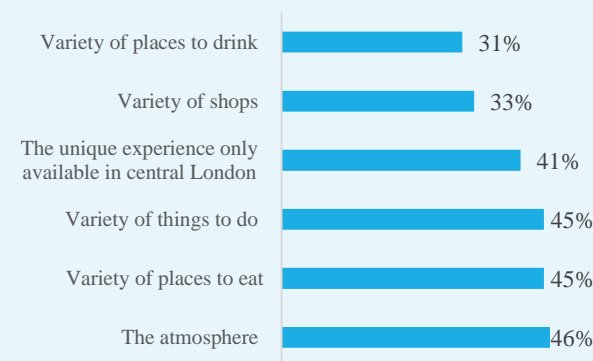 Variety of places to drink 31%
Variety of shops 33%
The unique experience only
available in central London 41%
Variety of things to do 45%
Variety of places to eat 45%
The atmosphere 46%